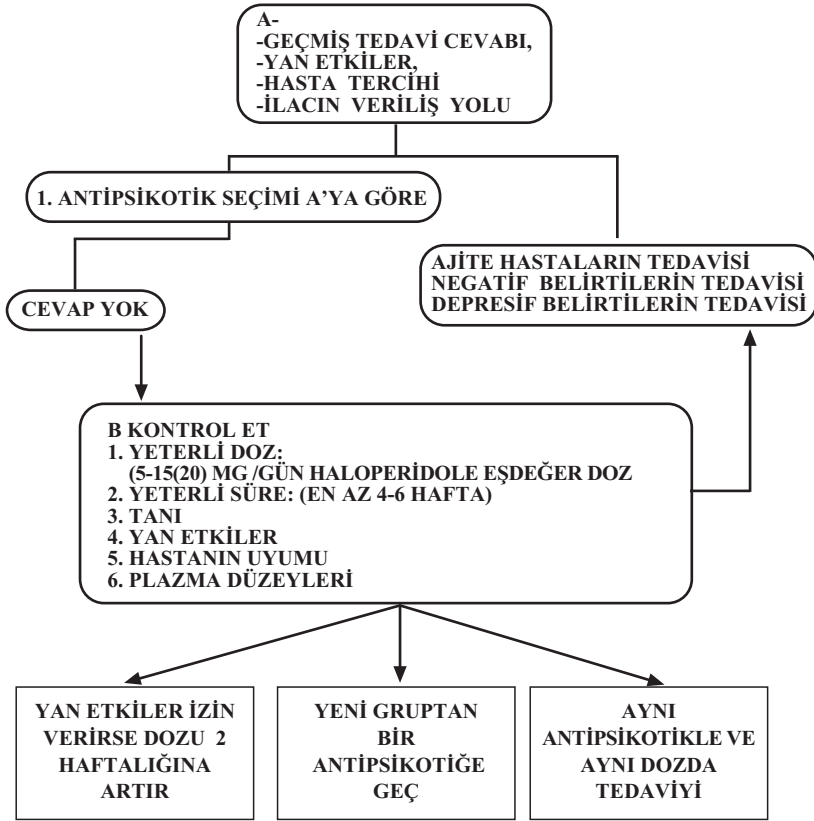 A-
-GEÇMİŞ TEDAVİ CEVABI,
-YAN ETKİLER,
-HASTA TERCİHİ
-İLACIN VERİLİŞ YOLU
1. ANTİPSİKOTİK SEÇİMİ A'YA GÖRE
AJİTE HASTALARIN TEDAVİSİ
NEGATİF BELİRTİLERİN TEDAVİSİ
DEPRESİF BELİRTİLERİN TEDAVİSİ
CEVAP YOK
B KONTROL ET
1. YETERLİ DOZ:
(5-15(20) MG /GÜN HALOPERİDOLE EŞDEĞER DOZ
2. YETERLİ SÜRE: (EN AZ 4-6 HAFTA)
3. TANI
4. YAN ETKİLER
5. HASTANIN UYUMU
6. PLAZMA DÜZEYLERİ
YAN ETKİLER İZİN
VERİRSE DOZU 2
HAFTALIĞINA
ARTIR
YENİ GRUPTAN
BİR
ANTİPSİKOTİĞE
GEÇ
AYNI
ANTİPSİKOTİKLE VE
AYNI DOZDA
TEDAVİYİ